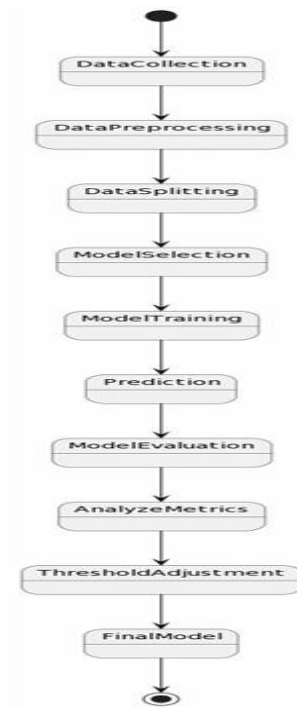 DataCollection
DataPreprocessing
DataSplitting
ModelSelection
ModelTraining
Prediction
ModelEvaluation
AnalyzeMetrics
ThresholdAdjustment
FinalModel